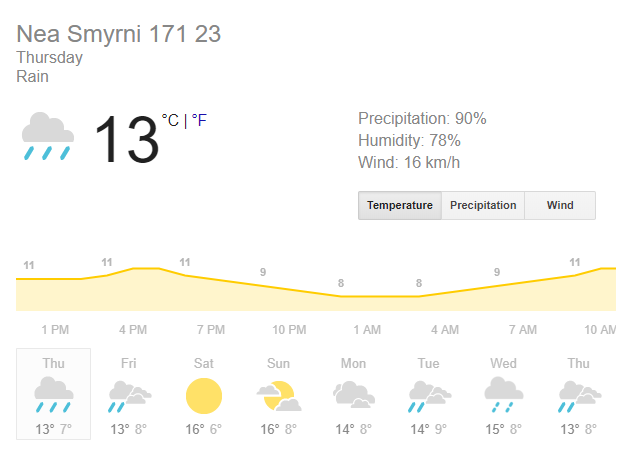 Nea Smyrni 171 23
Thursday
Rain
13 °C | °F
Precipitation: 90%
Humidity: 78%
Wind: 16 km/h
Temperature Precipitation Wind
11 11 11 9 8 8 9 11
1 PM 4 PM 7 PM 10 PM 1 AM 4 AM 7 AM 10 AM
Thu Fri Sat Sun Mon Tue Wed Thu
13° 7° 13° 8° 16° 6° 16° 8° 14° 8° 14° 9° 15° 8° 13° 8°